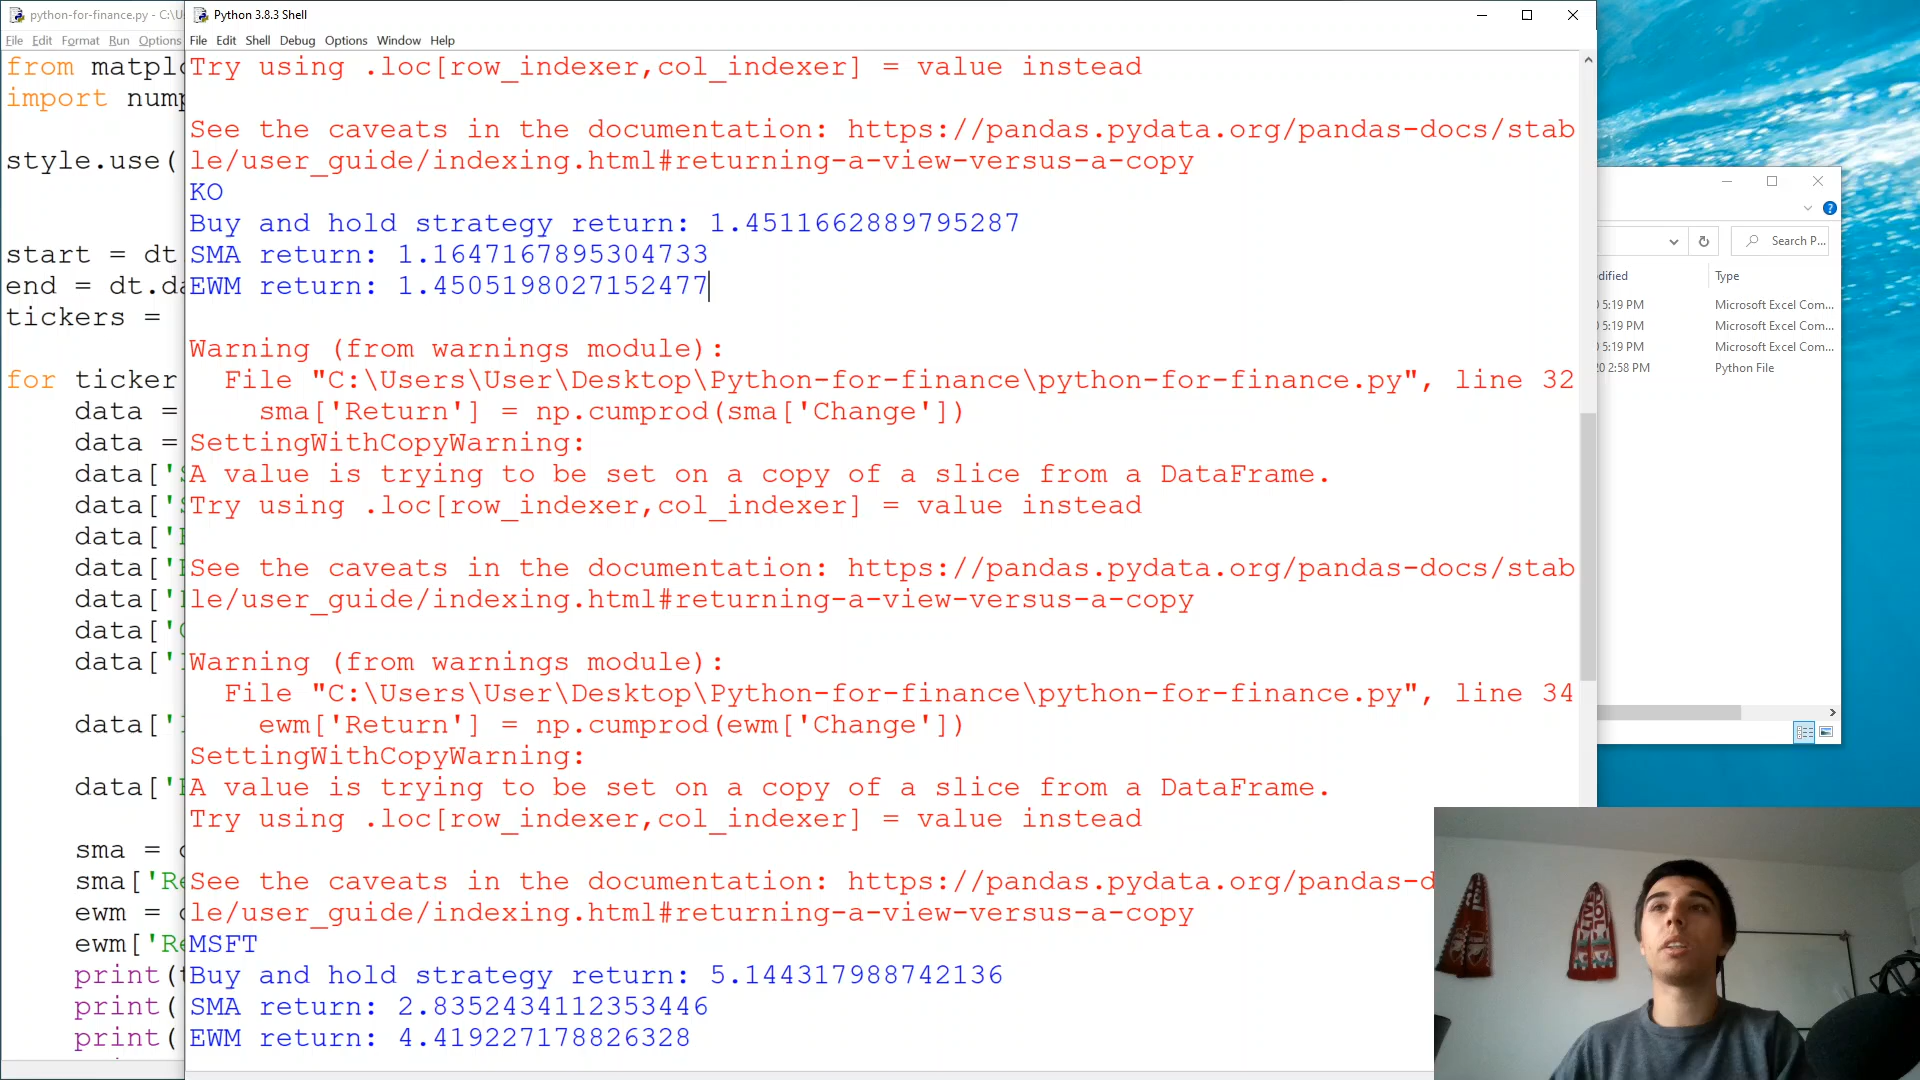 python-for-finance.py - C:\U
File Edit Format Run Options
from matpl
import num
style.use(
start = dt
end = dt.da
tickers =
for ticker
data =
data =
data['S
data['S
data['
data['
data['
data['
data['
data['
data['
sma =
sma['Re
ewm =
ewm['Re
print(
print(
print(
Python 3.8.3 Shell
File Edit Shell Debug Options Window Help
Try using .loc[row_indexer,col_indexer] = value instead
See the caveats in the documentation: https://pandas.pydata.org/pandas-docs/stab
le/user_guide/indexing.html#returning-a-view-versus-a-copy
KO
Buy and hold strategy return: 1.45116628897952​87
SMA return: 1.1647167895304733
EWM return: 1.4505198027152477
Warning (from warnings module):
File "C:\Users\User\Desktop\Python-for-finance\python-for-finance.py", line 32
sma['Return'] = np.cumprod(sma['Change'])
SettingWithCopyWarning:
A value is trying to be set on a copy of a slice from a DataFrame.
Try using .loc[row_indexer,col_indexer] = value instead
See the caveats in the documentation: https://pandas.pydata.org/pandas-docs/stab
le/user_guide/indexing.html#returning-a-view-versus-a-copy
Warning (from warnings module):
File "C:\Users\User\Desktop\Python-for-finance\python-for-finance.py", line 34
ewm['Return'] = np.cumprod(ewm['Change'])
SettingWithCopyWarning:
A value is trying to be set on a copy of a slice from a DataFrame.
Try using .loc[row_indexer,col_indexer] = value instead
See the caveats in the documentation: https://pandas.pydata.org/pandas-d
le/user_guide/indexing.html#returning-a-view-versus-a-copy
MSFT
Buy and hold strategy return: 5.144317988742136
SMA return: 2.8352434112353446
EWM return: 4.419227178826328
Search P...
dified Type
5:19 PM Microsoft Excel Com...
5:19 PM Microsoft Excel Com...
5:19 PM Microsoft Excel Com...
20 2:58 PM Python File